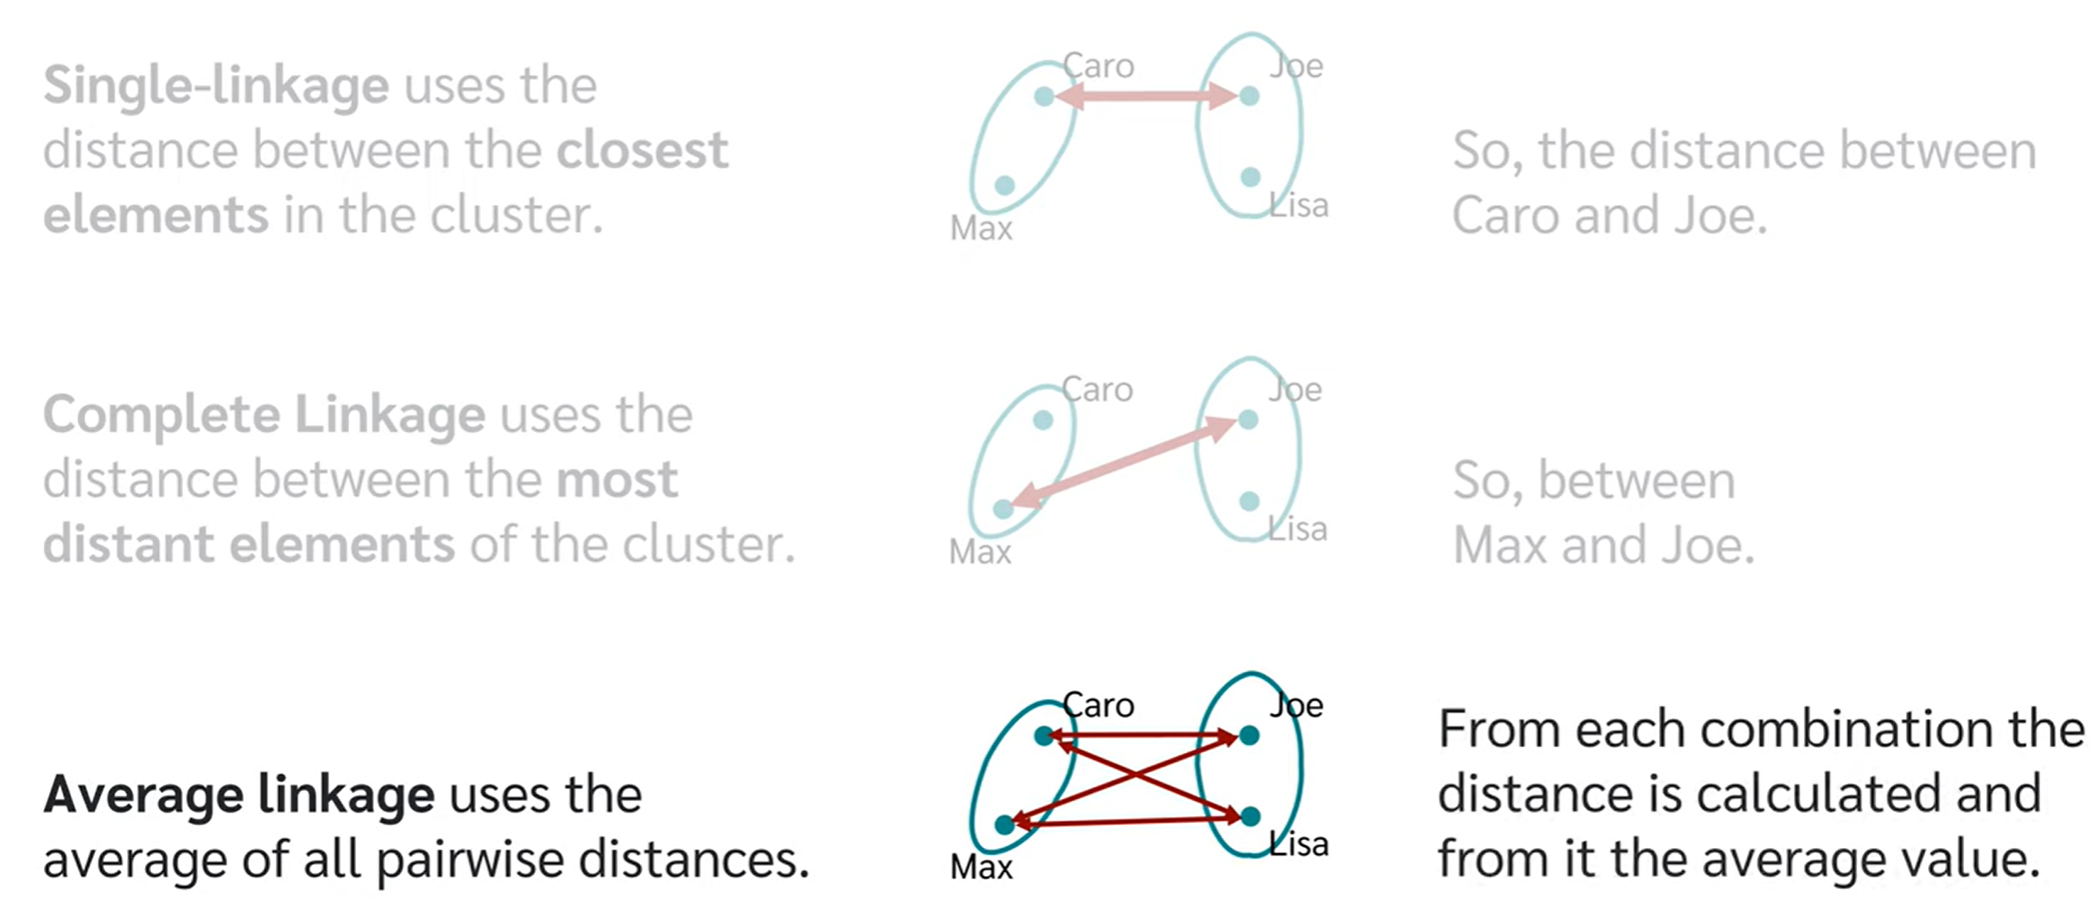 Single-linkage uses the
distance between the closest
elements in the cluster.
Caro
Joe
Max
Lisa
So, the distance between
Caro and Joe.
Complete Linkage uses the
distance between the most
distant elements of the cluster.
Caro
Joe
Max
Lisa
So, between
Max and Joe.
Average linkage uses the
average of all pairwise distances.
Caro
Joe
Max
Lisa
From each combination the
distance is calculated and
from it the average value.